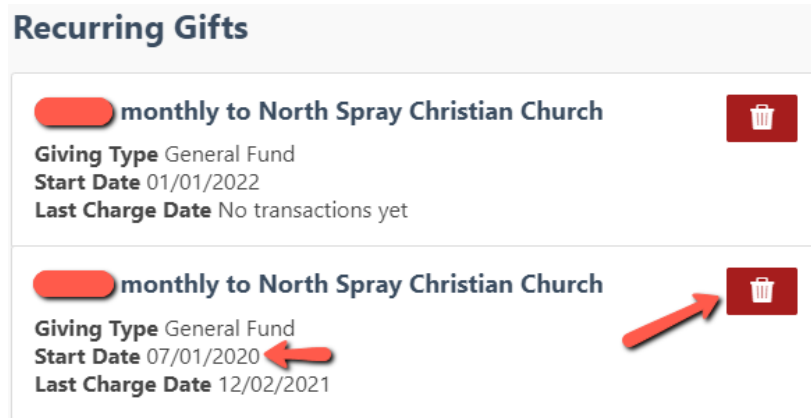 Recurring Gifts
monthly to North Spray Christian Church
Giving Type General Fund
Start Date 01/01/2022
Last Charge Date No transactions yet
monthly to North Spray Christian Church
Giving Type General Fund
Start Date 07/01/2020
Last Charge Date 12/02/2021